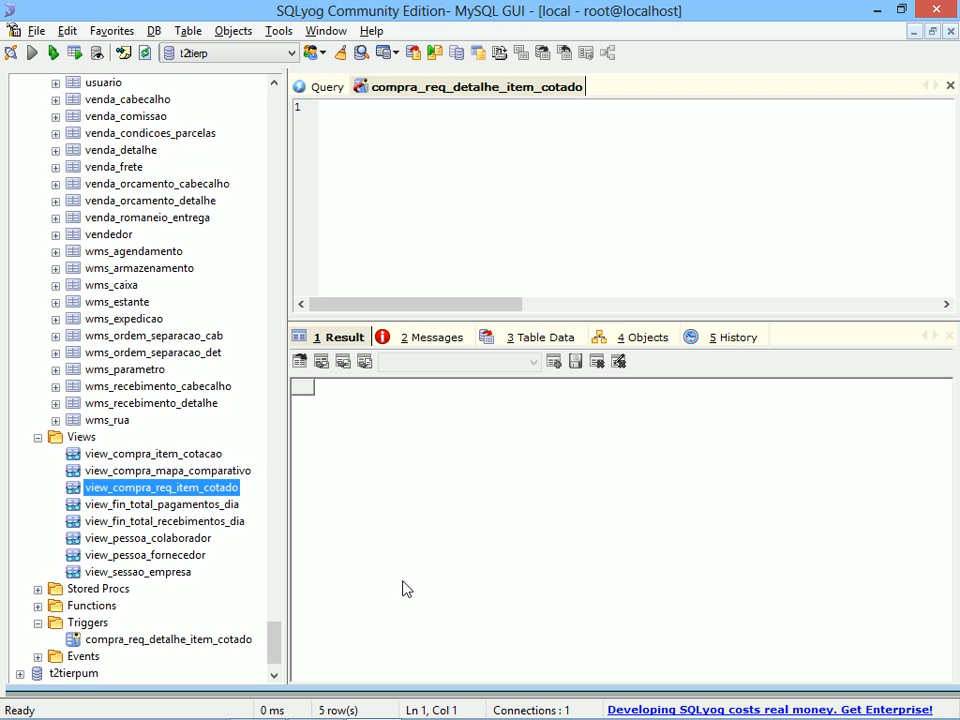 SQLyog Community Edition- MySQL GUI - [local - root@localhost]
File Edit Favorites DB Table Objects Tools Window Help
t2tierp
usuario
venda_cabecalho
venda_comissao
venda_condicoes_parcelas
venda_detalhe
venda_frete
venda_orcamento_cabecalho
venda_orcamento_detalhe
venda_romaneio_entrega
vendedor
wms_agendamento
wms_armazenamento
wms_caixa
wms_estante
wms_expedicao
wms_ordem_separacao_cab
wms_ordem_separacao_det
wms_parametro
wms_recebimento_cabecalho
wms_recebimento_detalhe
wms_rua
Views
view_compra_item_cotacao
view_compra_mapa_comparativo
view_compra_req_item_cotado
view_fin_total_pagamentos_dia
view_fin_total_recebimentos_dia
view_pessoa_colaborador
view_pessoa_fornecedor
view_sessao_empresa
Stored Procs
Functions
Triggers
compra_req_detalhe_item_cotado
Events
t2tierpum
Query compra_req_detalhe_item_cotado
1
1 Result 2 Messages 3 Table Data 4 Objects 5 History
Ready 0 ms 5 row(s) Ln 1, Col 1 Connections : 1 Developing SQLyog costs real money. Get Enterprise!